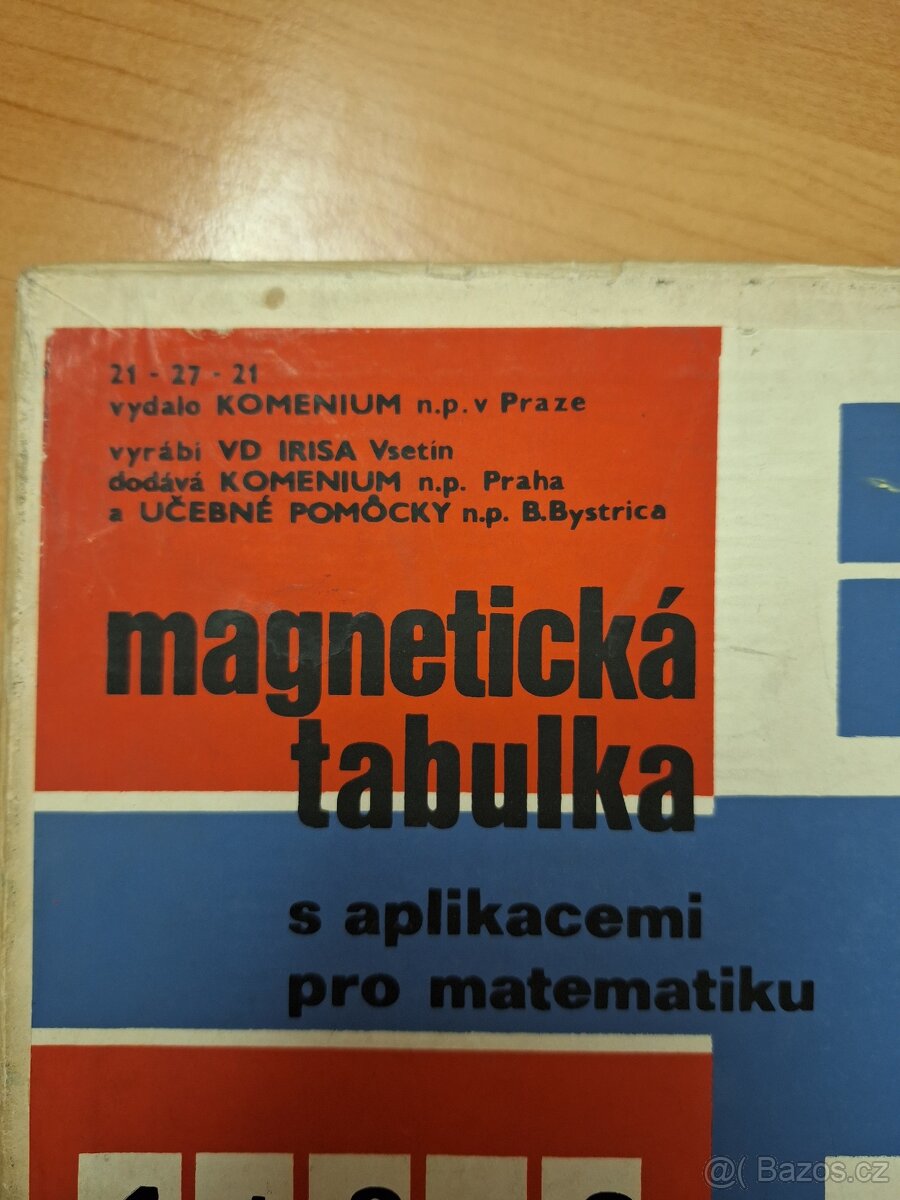 21 - 27 - 21
vydalo KOMENIUM n.p. v Praze
vyrábí VD IRISA Vsetín
dodává KOMENIUM n.p. Praha
a UČEBNÉ POMÔCKY n.p. B.Bystrica
magnetická
tabulka
s aplikacemi
pro matematiku
@( Bazos.cz